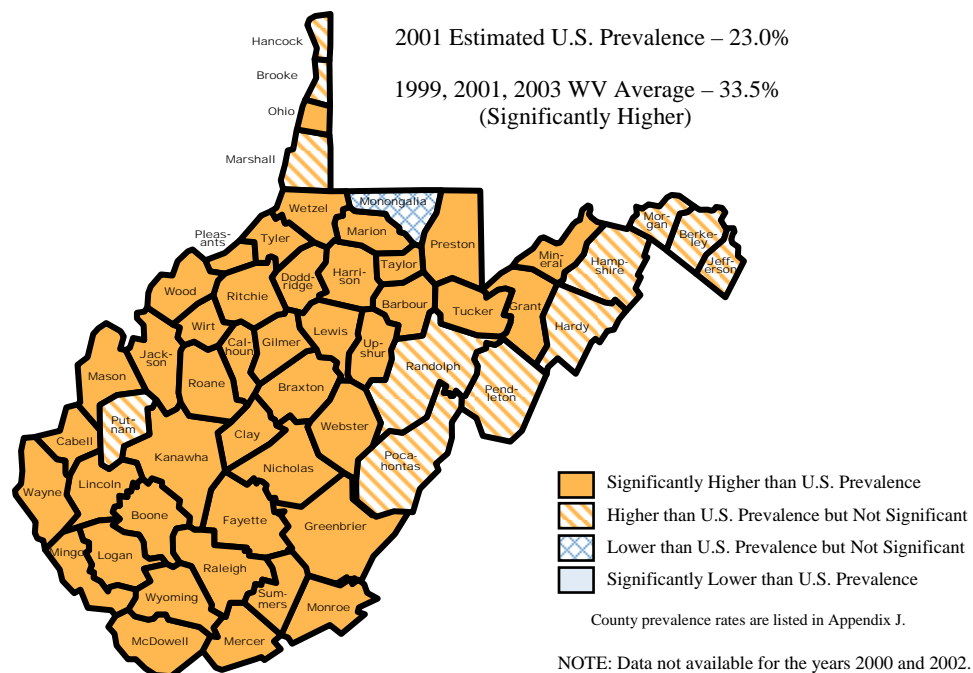 2001 Estimated U.S. Prevalence – 23.0%
1999, 2001, 2003 WV Average – 33.5%
(Significantly Higher)
Hancock
Brooke
Ohio
Marshall
Wetzel
Monongalia
Marion
Preston
Pleas-
ants
Tyler
Dodd-
ridge
Harri-
son
Taylor
Barbour
Tucker
Min-
eral
Grant
Hamp-
shire
Hardy
Mor-
gan
Berke-
ley
Jeff-
erson
Wood
Ritchie
Wirt
Cal-
houn
Gilmer
Lewis
Up-
shur
Randolph
Pend-
leton
Jack-
son
Mason
Roane
Braxton
Webster
Poca-
hontas
Put-
nam
Cabell
Kanawha
Clay
Nicholas
Wayne
Lincoln
Boone
Fayette
Greenbrier
Mingo
Logan
Raleigh
Wyoming
Sum-
mers
Monroe
McDowell
Mercer
Significantly Higher than U.S. Prevalence
Higher than U.S. Prevalence but Not Significant
Lower than U.S. Prevalence but Not Significant
Significantly Lower than U.S. Prevalence
County prevalence rates are listed in Appendix J.
NOTE: Data not available for the years 2000 and 2002.